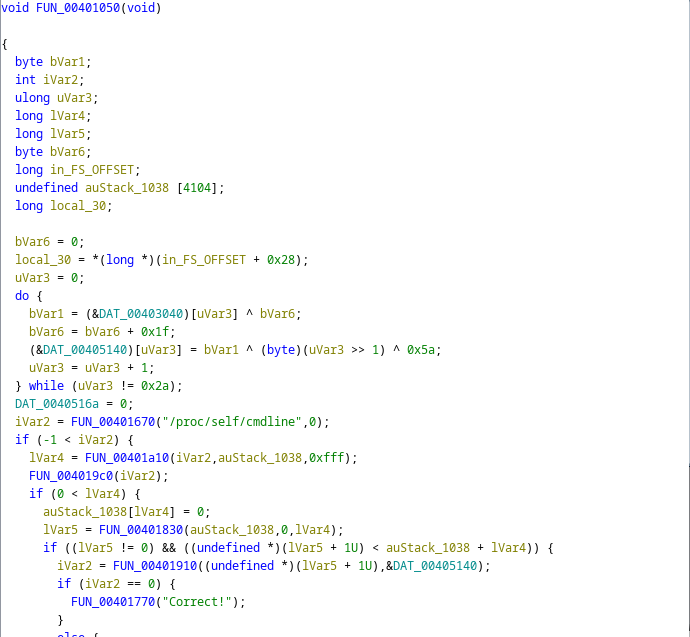 void FUN_00401050(void)
{
byte bVar1;
int iVar2;
ulong uVar3;
long lVar4;
long lVar5;
byte bVar6;
long in_FS_OFFSET;
undefined auStack_1038 [4104];
long local_30;
bVar6 = 0;
local_30 = *(long *)(in_FS_OFFSET + 0x28);
uVar3 = 0;
do {
bVar1 = (&DAT_00403040)[uVar3] ^ bVar6;
bVar6 = bVar6 + 0x1f;
(&DAT_00405140)[uVar3] = bVar1 ^ (byte)(uVar3 >> 1) ^ 0x5a;
uVar3 = uVar3 + 1;
} while (uVar3 != 0x2a);
DAT_0040516a = 0;
iVar2 = FUN_00401670("/proc/self/cmdline",0);
if (-1 < iVar2) {
lVar4 = FUN_00401a10(iVar2,auStack_1038,0xfff);
FUN_004019c0(iVar2);
if (0 < lVar4) {
auStack_1038[lVar4] = 0;
lVar5 = FUN_00401830(auStack_1038,0,lVar4);
if ((lVar5 != 0) && ((undefined *)(lVar5 + 1U) < auStack_1038 + lVar4)) {
iVar2 = FUN_00401910((undefined *)(lVar5 + 1U),&DAT_00405140);
if (iVar2 == 0) {
FUN_00401770("Correct!");
}
else {